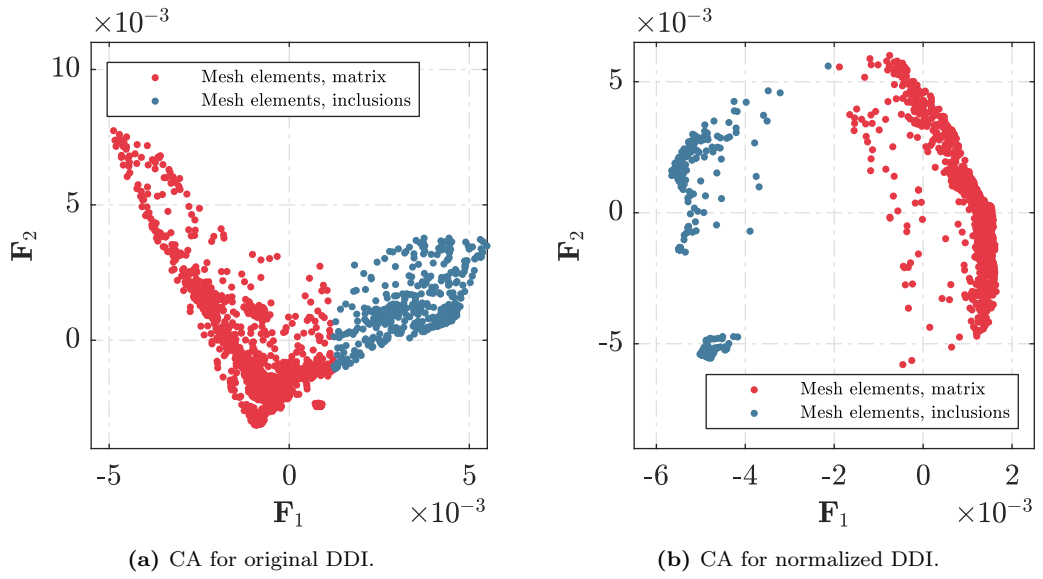 ×10⁻³
10
5
0
F₂
Mesh elements, matrix
Mesh elements, inclusions
-5 0 5
F₁ ×10⁻³
(a) CA for original DDI.
×10⁻³
5
0
-5
F₂
Mesh elements, matrix
Mesh elements, inclusions
-6 -4 -2 0 2
F₁ ×10⁻³
(b) CA for normalized DDI.